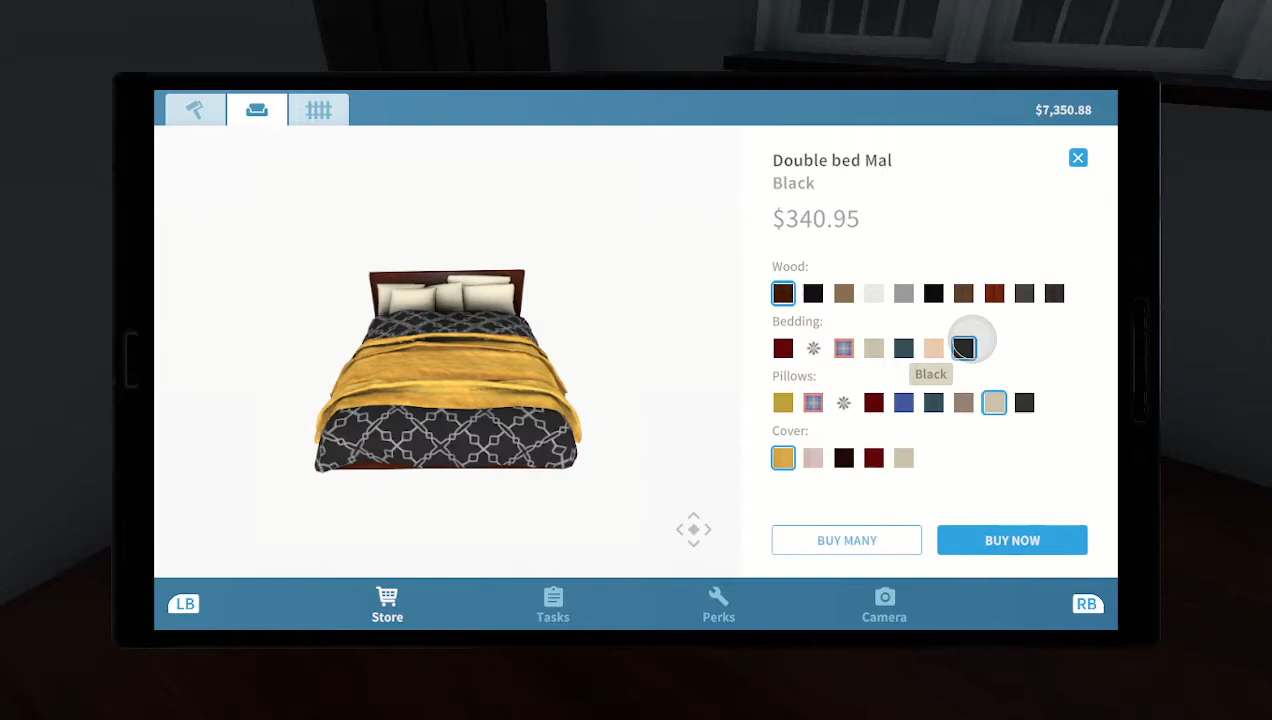 $7,350.88
Double bed Mal
Black
$340.95
Wood:
Bedding:
Black
Pillows:
Cover:
BUY MANY
BUY NOW
LB
Store
Tasks
Perks
Camera
RB